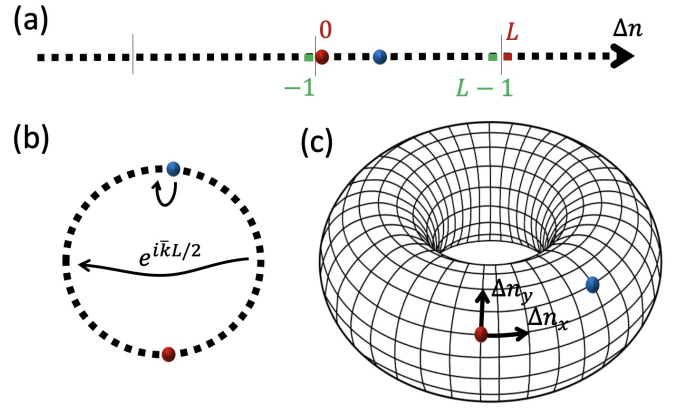 (a)
0
L
Δn
−1
L − 1
(b)
(c)
e^{ik̄L/2}
Δn_y
Δn_x